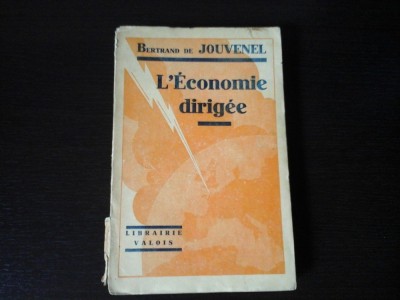 BERTRAND DE JOUVENEL
L'Économie
dirigée
LIBRAIRIE
VALOIS